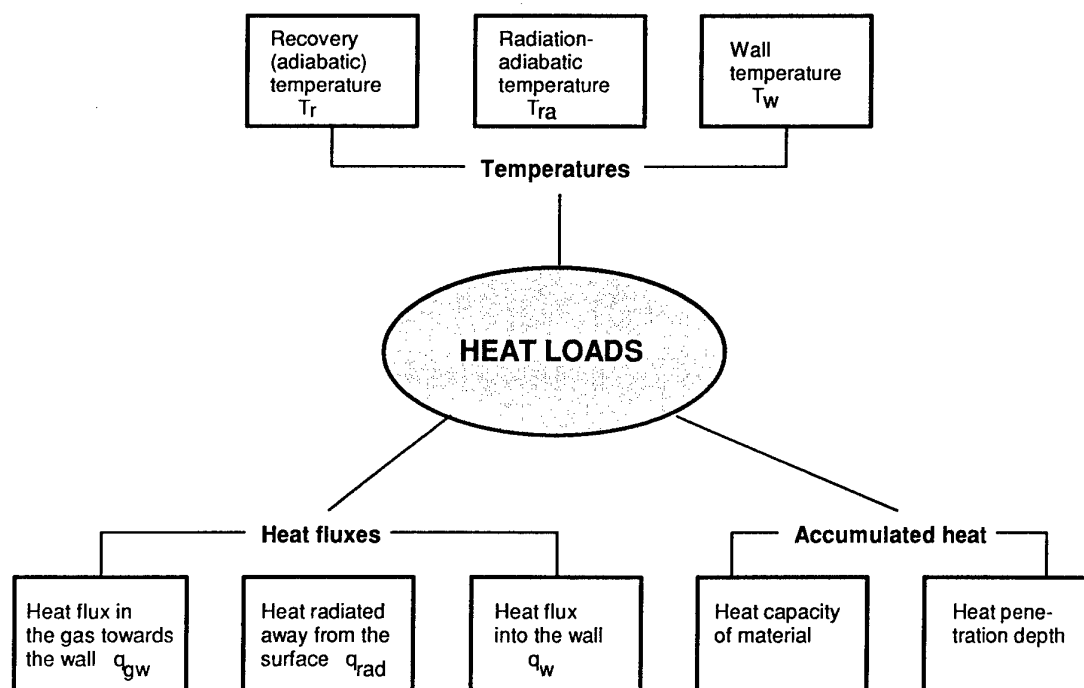 Recovery
(adiabatic)
temperature
Tr
Radiation-
adiabatic
temperature
Tra
Wall
temperature
Tw
Temperatures
HEAT LOADS
Heat fluxes
Accumulated heat
Heat flux in
the gas towards
the wall qgw
Heat radiated
away from the
surface qrad
Heat flux
into the wall
qw
Heat capacity
of material
Heat pene-
tration depth